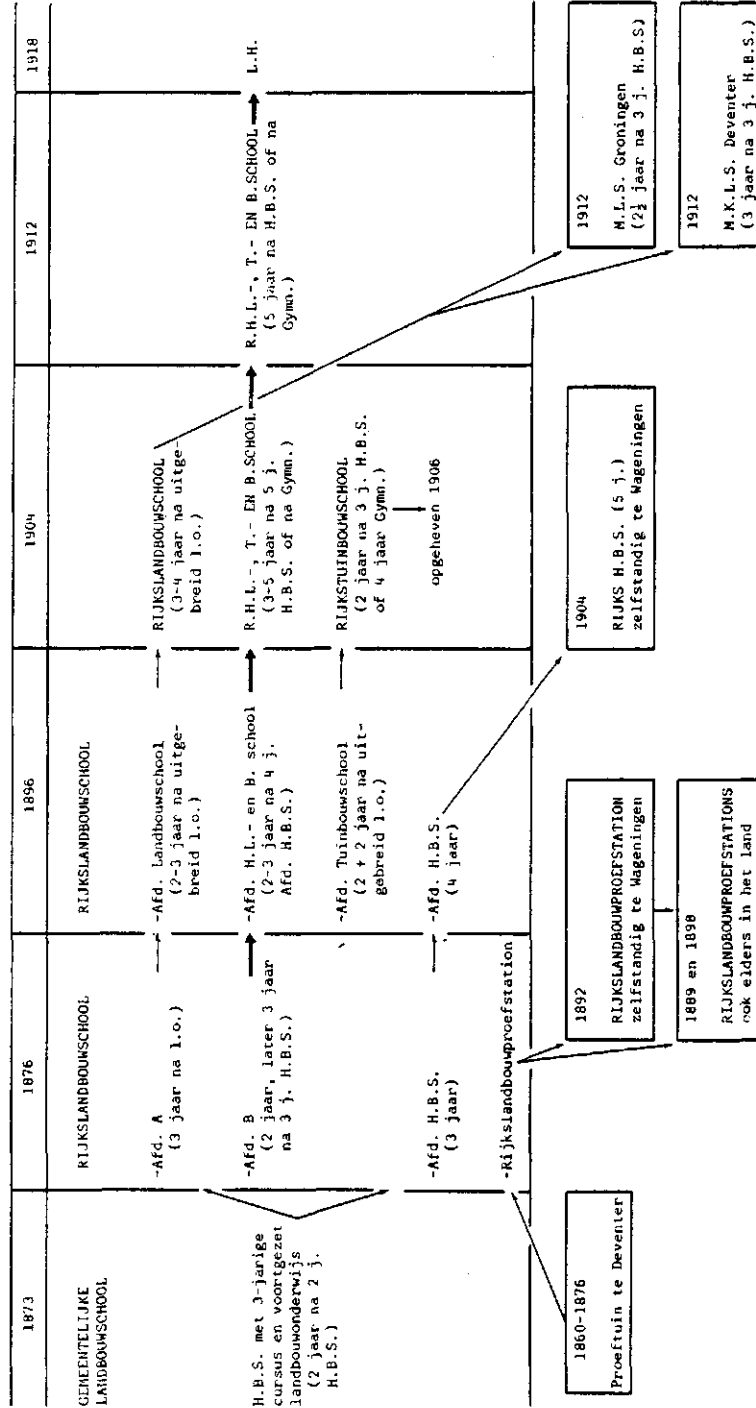 1873
GEMEENTELIJKE
LANDBOUWSCHOOL
H.B.S. met 3-jarige
cursus en voortgezet
landbouwonderwijs
(2 jaar na 2 j.
H.B.S.)
1876
RIJKSLANDBOUWSCHOOL
-Afd. A
(3 jaar na l.o.)
-Afd. B
(2 jaar, later 3 jaar
na 3 j. H.B.S.)
-Afd. H.B.S.
(3 jaar)
-Rijkslandbouwproefstation
1896
RIJKSLANDBOUWSCHOOL
-Afd. Landbouwschool
(2-3 jaar na uitge-
breid l.o.)
-Afd. H.L.- en B. school
(2-3 jaar na 4 j.
Afd. H.B.S.)
-Afd. Tuinbouwschool
(2 + 2 jaar na uit-
gebreid l.o.)
-Afd. H.B.S.
(4 jaar)
1904
RIJKSLANDBOUWSCHOOL
(3-4 jaar na uitge-
breid l.o.)
R.H.L.-, T.- EN B.SCHOOL
(3-5 jaar na 5 j.
H.B.S. of na Gymn.)
RIJKSTUINBOUWSCHOOL
(2 jaar na 3 j. H.B.S.
of 4 jaar Gymn.)
opgeheven 1906
1912
R.H.L.-, T.- EN B.SCHOOL
(5 jaar na H.B.S. of na
Gymn.)
1918
L.H.
1860-1876
Proeftuin te Deventer
1892
RIJKSLANDBOUWPROEFSTATION
zelfstandig te Wageningen
1889 en 1898
RIJKSLANDBOUWPROEFSTATIONS
ook elders in het land
1904
RIJKS H.B.S. (5 j.)
zelfstandig te Wageningen
1912
M.L.S. Groningen
(2½ jaar na 3 j. H.B.S)
1912
M.K.L.S. Deventer
(3 jaar na 3 j. H.B.S.)